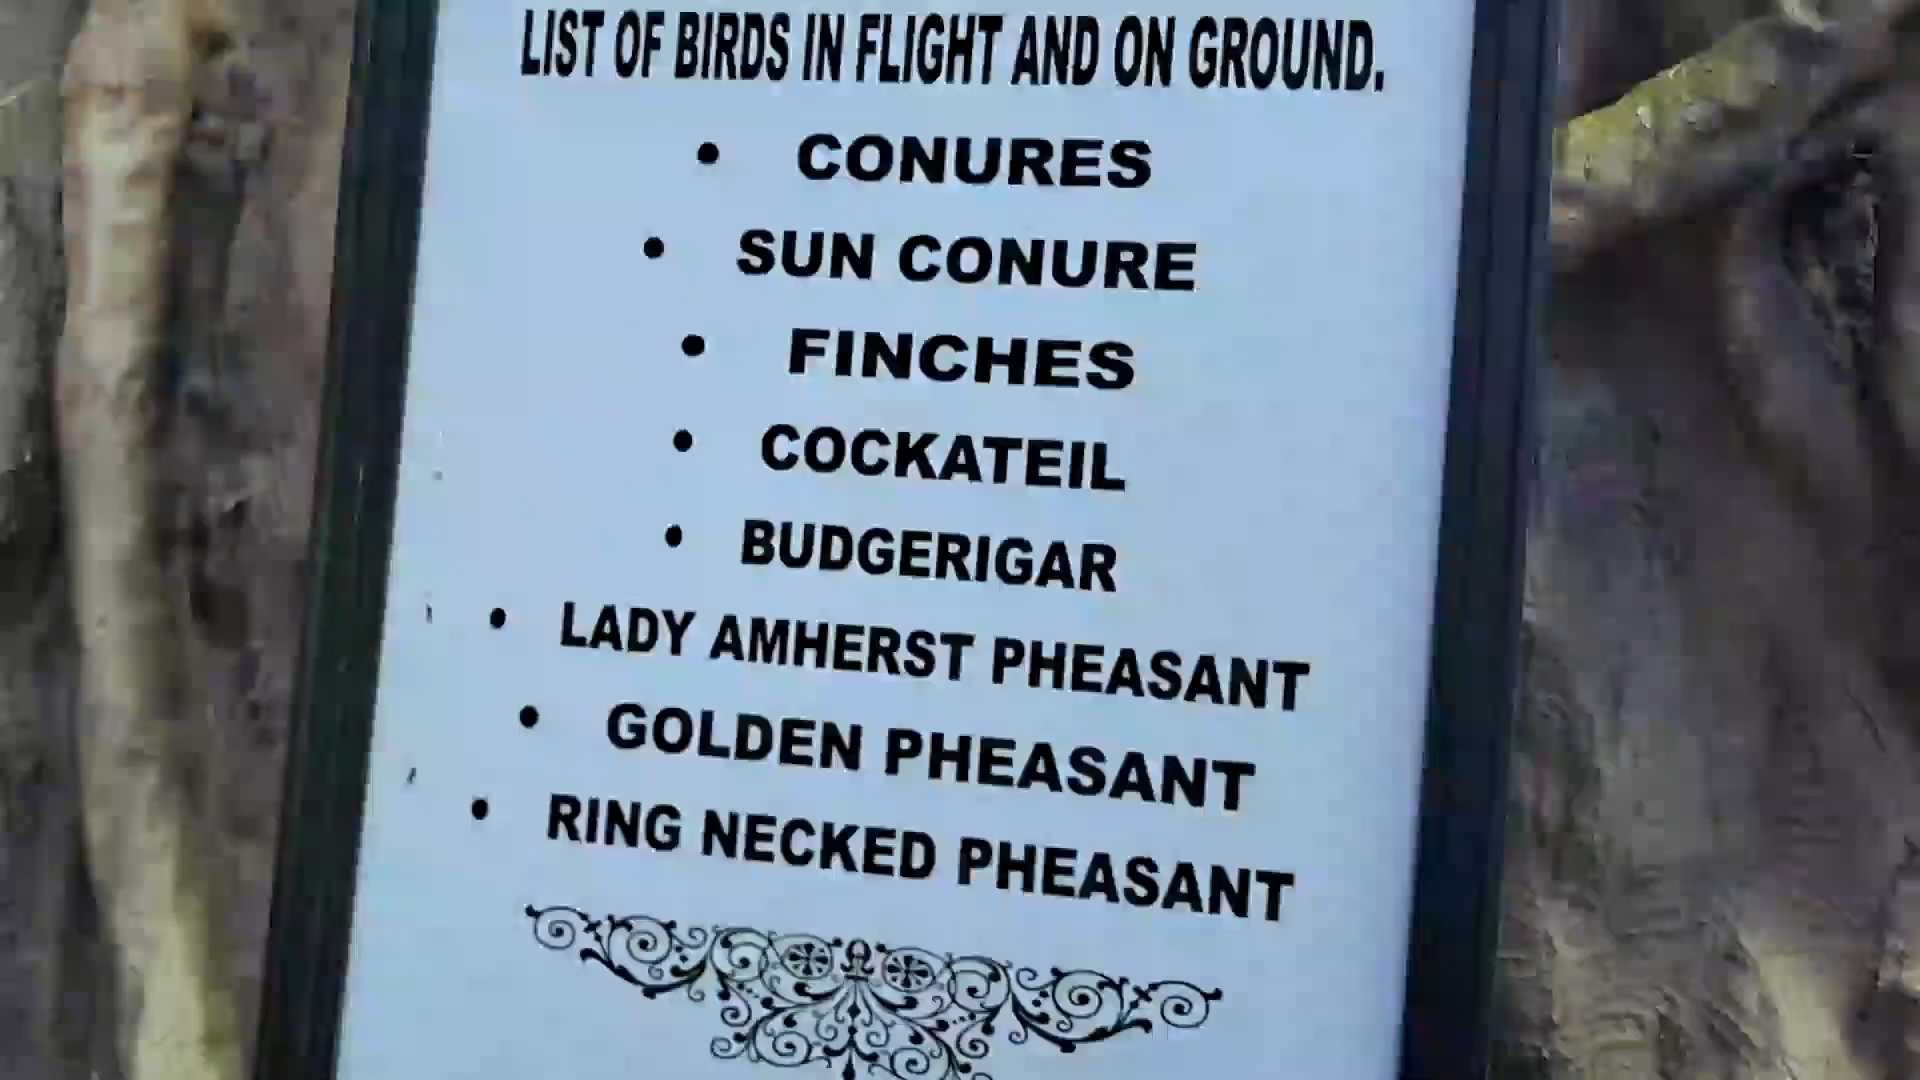 LIST OF BIRDS IN FLIGHT AND ON GROUND.
• CONURES
• SUN CONURE
• FINCHES
• COCKATEIL
• BUDGERIGAR
• LADY AMHERST PHEASANT
• GOLDEN PHEASANT
• RING NECKED PHEASANT